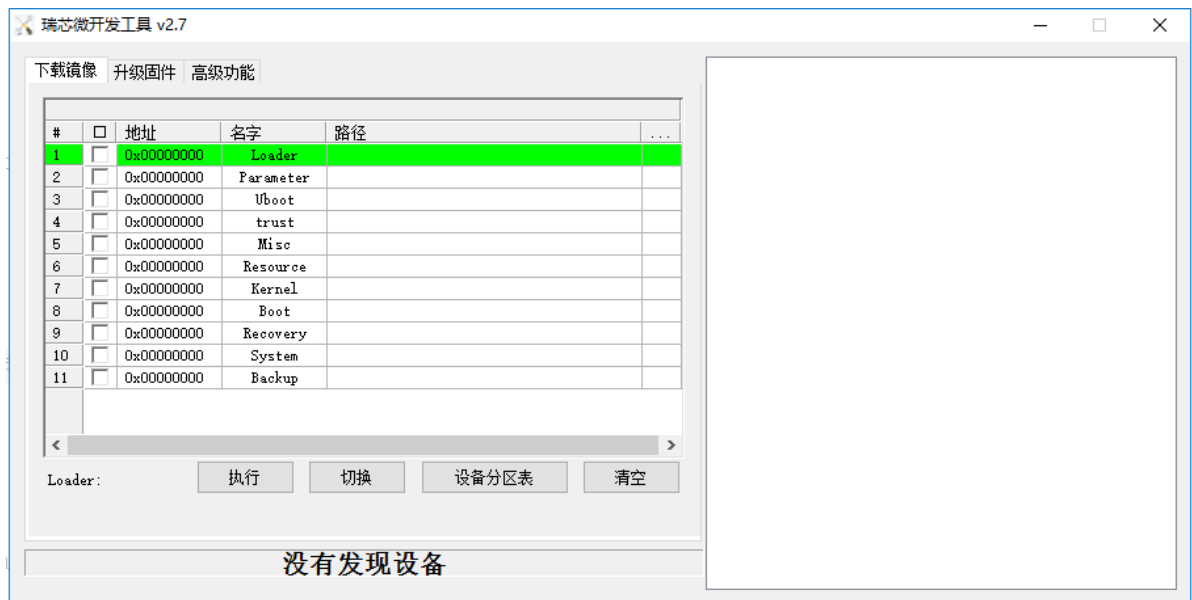 瑞芯微开发工具 v2.7
下载镜像 升级固件 高级功能
# 地址 名字 路径 ...
1 0x00000000 Loader
2 0x00000000 Parameter
3 0x00000000 Uboot
4 0x00000000 trust
5 0x00000000 Misc
6 0x00000000 Resource
7 0x00000000 Kernel
8 0x00000000 Boot
9 0x00000000 Recovery
10 0x00000000 System
11 0x00000000 Backup
Loader: 执行 切换 设备分区表 清空
没有发现设备